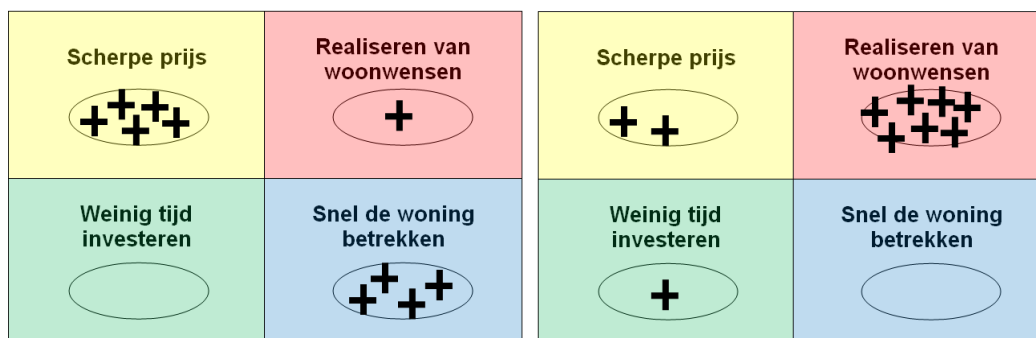 Scherpe prijs
Realiseren van
woonwensen
Weinig tijd
investeren
Snel de woning
betrekken
Scherpe prijs
Realiseren van
woonwensen
Weinig tijd
investeren
Snel de woning
betrekken